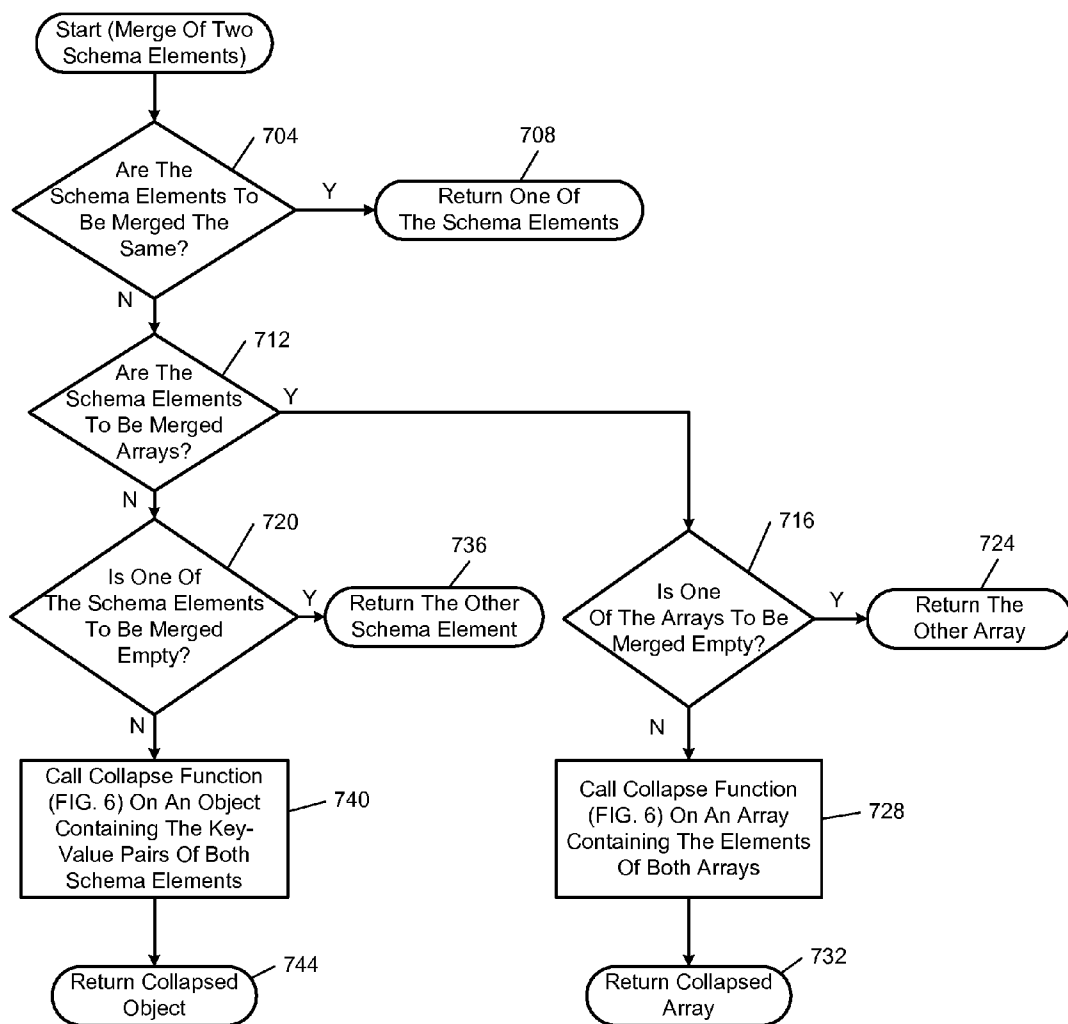 Start (Merge Of Two
Schema Elements)
704
Are The
Schema Elements To
Be Merged The
Same?
Y
708
Return One Of
The Schema Elements
N
712
Are The
Schema Elements
To Be Merged
Arrays?
Y
N
720
Is One Of
The Schema Elements
To Be Merged
Empty?
Y
736
Return The Other
Schema Element
716
Is One
Of The Arrays To Be
Merged Empty?
Y
724
Return The
Other Array
N
Call Collapse Function
(FIG. 6) On An Object
Containing The Key-
Value Pairs Of Both
Schema Elements
740
N
Call Collapse Function
(FIG. 6) On An Array
Containing The Elements
Of Both Arrays
728
Return Collapsed
Object
744
Return Collapsed
Array
732